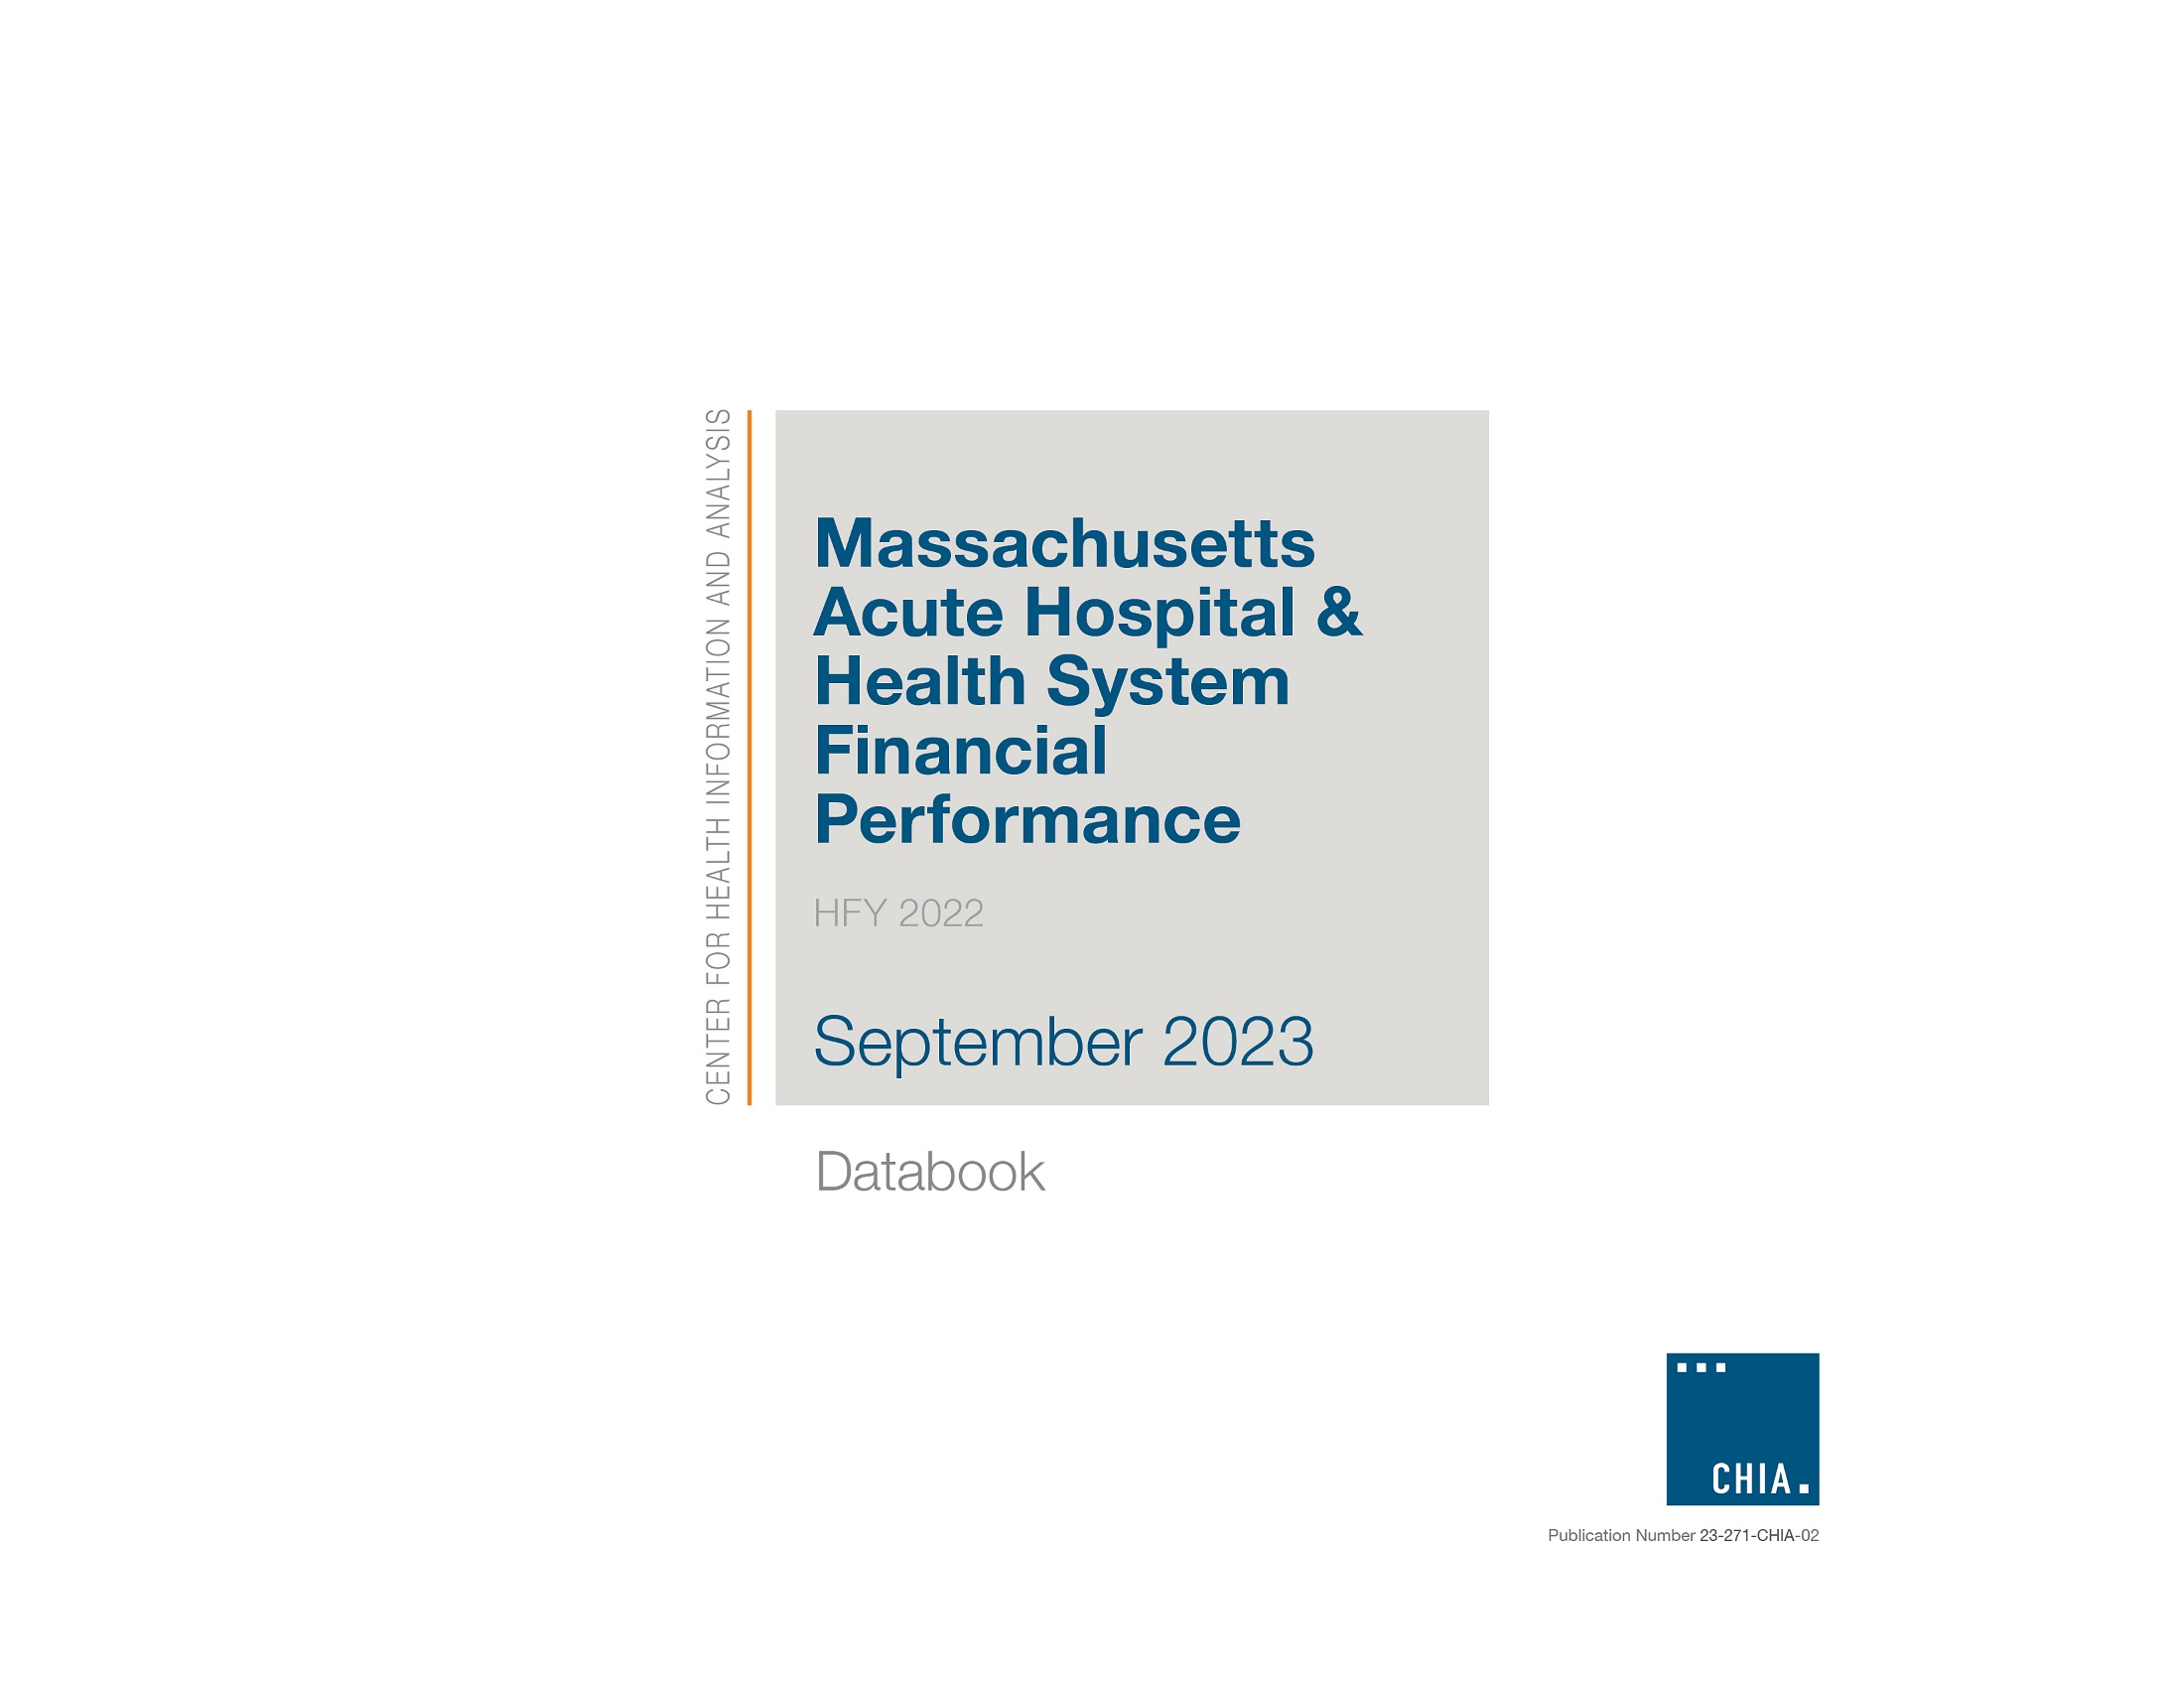 CENTER FOR HEALTH INFORMATION AND ANALYSIS
Massachusetts
Acute Hospital &
Health System
Financial
Performance
HFY 2022
September 2023
Databook
CHIA.
Publication Number 23-271-CHIA-02